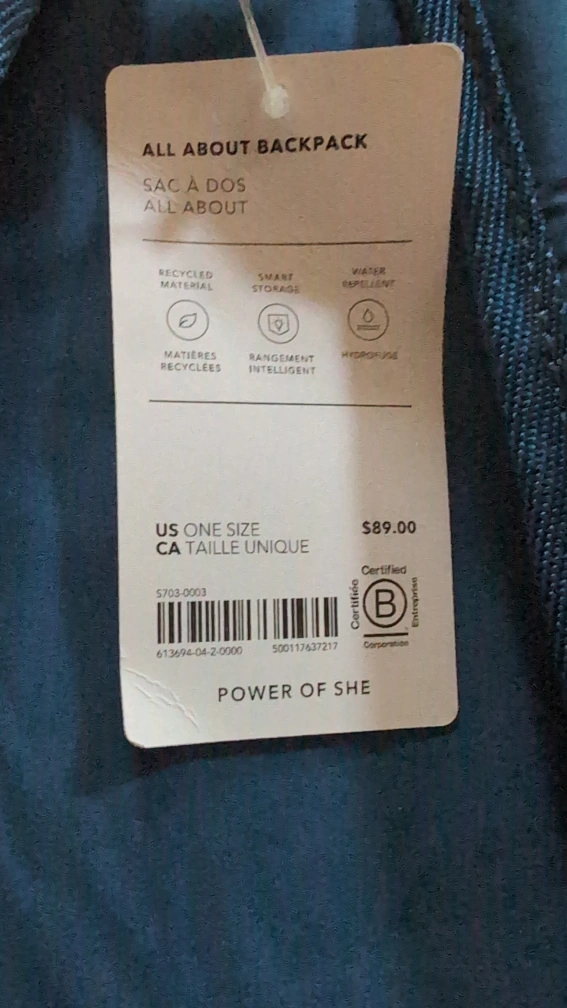 ALL ABOUT BACKPACK
SAC À DOS
ALL ABOUT
RECYCLED
MATERIAL
SMART
STORAGE
WATER
REPELLENT
MATIÈRES
RECYCLÉES
RANGEMENT
INTELLIGENT
HYDROFUGE
US ONE SIZE
CA TAILLE UNIQUE
$89.00
S703-0003
613694-04-2-0000
500117637217
Certified
Certifiée
B
Entreprise
Corporation
POWER OF SHE